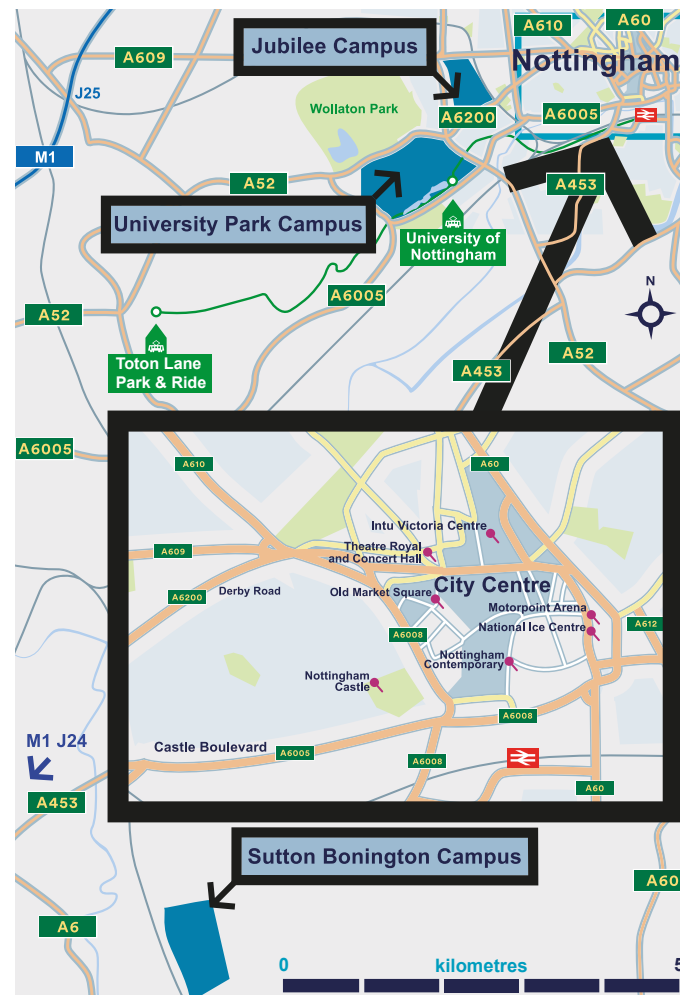 A610
A60
Jubilee Campus
A609
Nottingham
J25
Wollaton Park
A6200
A6005
M1
A52
A453
University Park Campus
University of
Nottingham
N
A6005
A52
A52
Toton Lane
Park & Ride
A453
A6005
A610
A60
Intu Victoria Centre
Theatre Royal
and Concert Hall
A609
City Centre
Derby Road
Old Market Square
A6200
Motorpoint Arena
National Ice Centre
A612
A6008
Nottingham
Contemporary
Nottingham
Castle
A6008
M1 J24
Castle Boulevard
A6005
A6008
A60
A453
Sutton Bonington Campus
A60
A6
0
kilometres
5